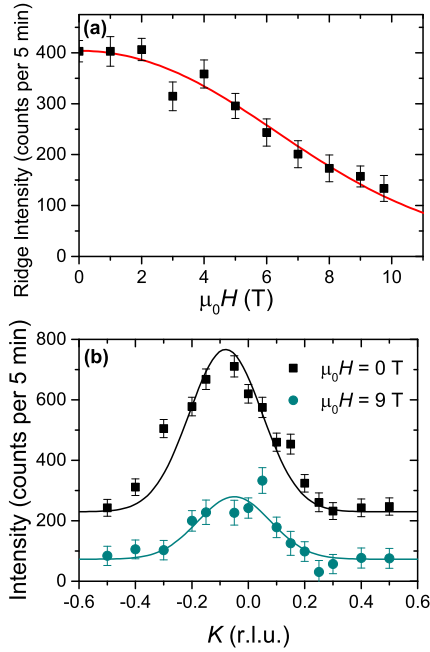 (a)
Ridge Intensity (counts per 5 min)
400
300
200
100
0
0 2 4 6 8 10
μ₀H (T)
(b)
μ₀H = 0 T
μ₀H = 9 T
Intensity (counts per 5 min)
800
600
400
200
0
-0.6 -0.4 -0.2 0.0 0.2 0.4 0.6
K (r.l.u.)